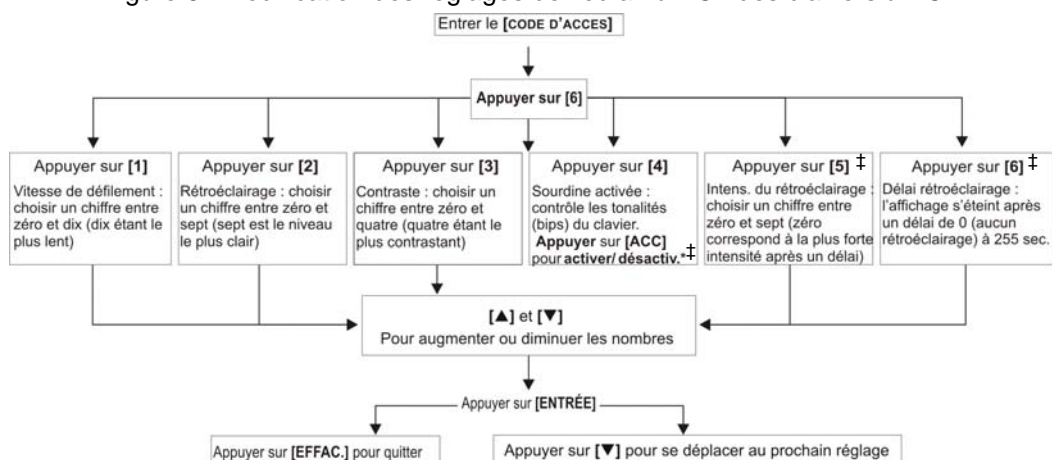 Entrer le [CODE D'ACCES]
Appuyer sur [6]
Appuyer sur [1]
Vitesse de défilement :
choisir un chiffre entre
zéro et dix (dix étant le
plus lent)
Appuyer sur [2]
Rétroéclairage : choisir
un chiffre entre zéro et
sept (sept est le niveau
le plus clair)
Appuyer sur [3]
Contraste : choisir un
chiffre entre zéro et
quatre (quatre étant le
plus contrastant)
Appuyer sur [4]
Sourdine activée :
contrôle les tonalités
(bips) du clavier.
Appuyer sur [ACC]
pour activer/ désactiv.*‡
Appuyer sur [5] ‡
Intens. du rétroéclairage :
choisir un chiffre entre
zéro et sept (zéro
correspond à la plus forte
intensité après un délai)
Appuyer sur [6] ‡
Délai rétroéclairage :
l'affichage s'éteint après
un délai de 0 (aucun
rétroéclairage) à 255 sec.
[▲] et [▼]
Pour augmenter ou diminuer les nombres
Appuyer sur [ENTRÉE]
Appuyer sur [EFFAC.] pour quitter
Appuyer sur [▼] pour se déplacer au prochain réglage